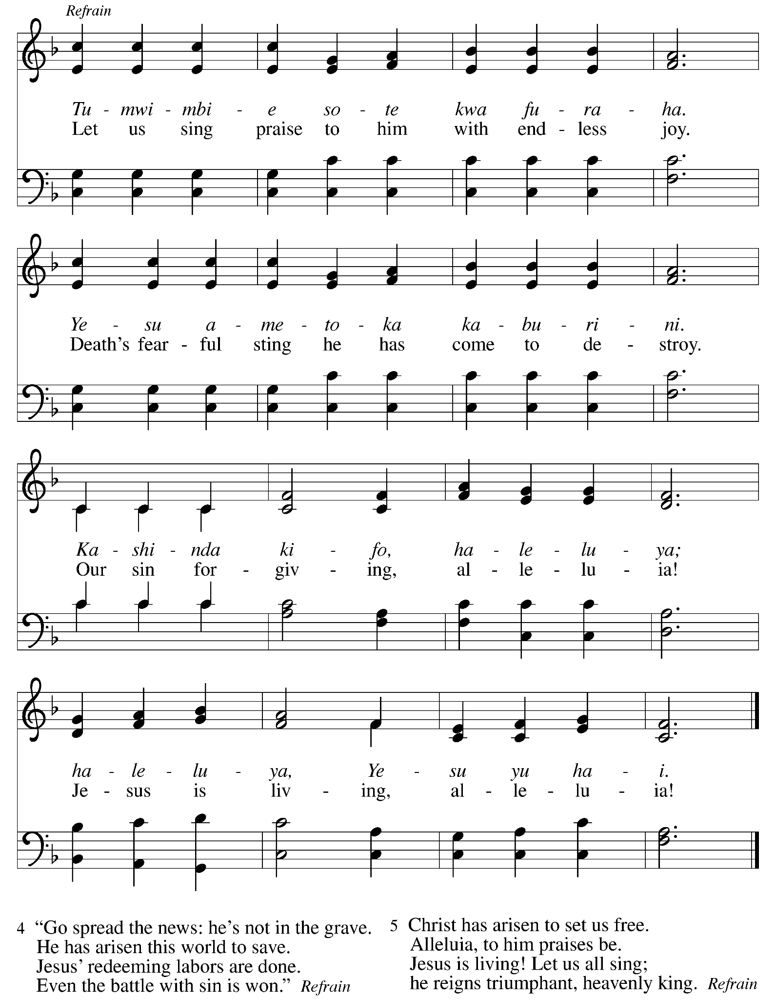 Refrain
Tu - mwi - mbi - e so - te kwa fu - ra - ha.
Let us sing praise to him with end - less joy.
Ye - su a - me - to - ka ka - bu - ri - ni.
Death's fear - ful sting he has come to de - stroy.
Ka - shi - nda ki - fo, ha - le - lu - ya;
Our sin for - giv - ing, al - le - lu - ia!
ha - le - lu - ya, Ye - su yu ha - i.
Je - sus is liv - ing, al - le - lu - ia!
4 “Go spread the news: he’s not in the grave.
He has arisen this world to save.
Jesus’ redeeming labors are done.
Even the battle with sin is won.” Refrain
5 Christ has arisen to set us free.
Alleluia, to him praises be.
Jesus is living! Let us all sing;
he reigns triumphant, heavenly king. Refrain